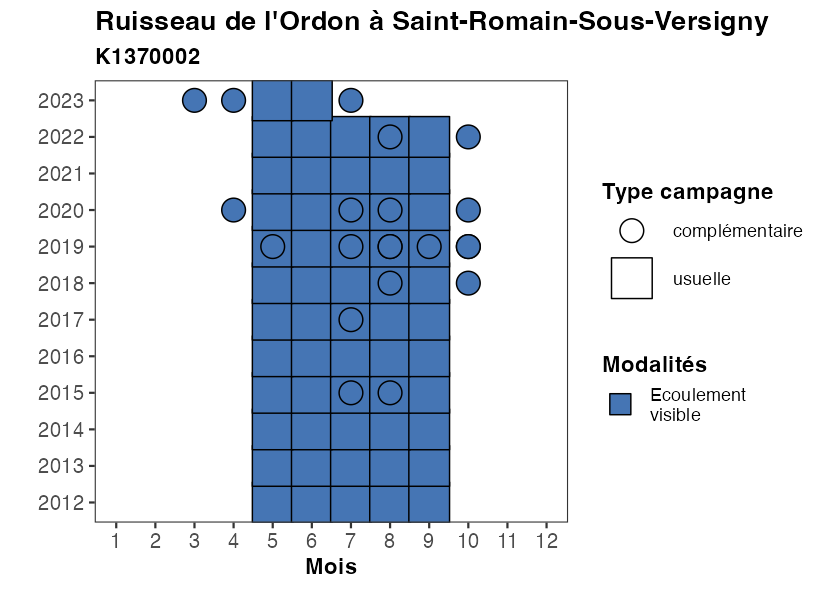 Ruisseau de l'Ordon à Saint-Romain-Sous-Versigny
K1370002
2023
2022
2021
2020
2019
2018
2017
2016
2015
2014
2013
2012
1 2 3 4 5 6 7 8 9 10 11 12
Mois
Type campagne
complémentaire
usuelle
Modalités
Ecoulement
visible